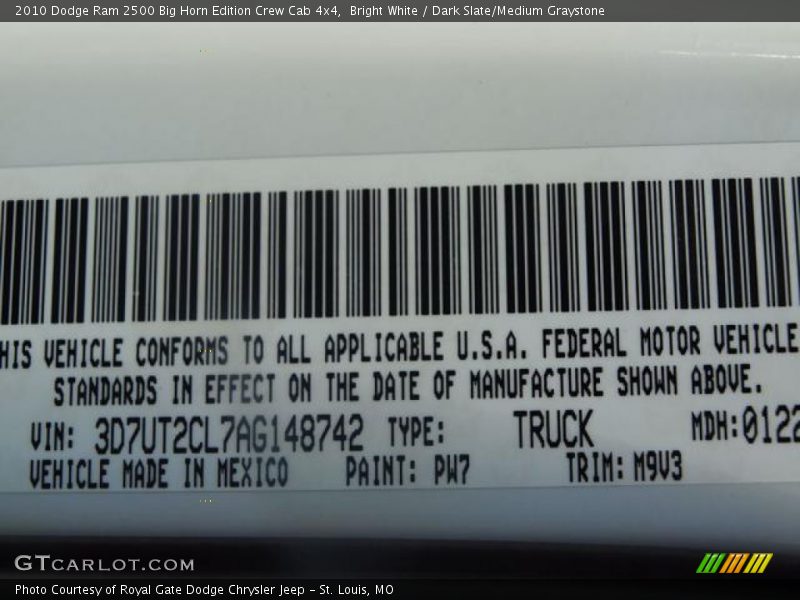 2010 Dodge Ram 2500 Big Horn Edition Crew Cab 4x4,  Bright White / Dark Slate/Medium Graystone
HIS VEHICLE CONFORMS TO ALL APPLICABLE U.S.A. FEDERAL MOTOR VEHICLE
STANDARDS IN EFFECT ON THE DATE OF MANUFACTURE SHOWN ABOVE.
VIN: 3D7UT2CL7AG148742 TYPE: TRUCK MDH:0122
VEHICLE MADE IN MEXICO PAINT: PW7 TRIM: M9V3
GTCARLOT.COM
Photo Courtesy of Royal Gate Dodge Chrysler Jeep - St. Louis, MO